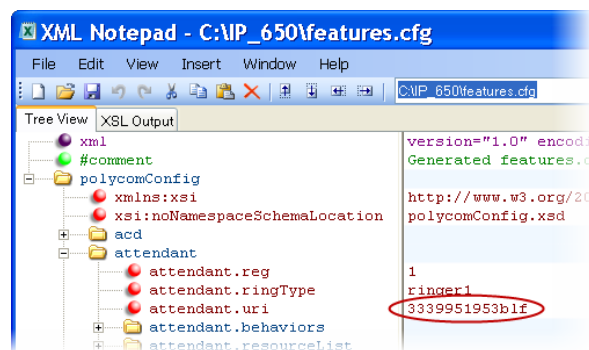 XML Notepad - C:\IP_650\features.cfg
File Edit View Insert Window Help
C:\IP_650\features.cfg
Tree View XSL Output
xml version="1.0" encodi
#comment Generated features.c
polycomConfig
xmlns:xsi http://www.w3.org/20
xsi:noNamespaceSchemaLocation polycomConfig.xsd
acd
attendant
attendant.reg 1
attendant.ringType ringer1
attendant.uri 3339951953blf
attendant.behaviors
attendant.resourceList